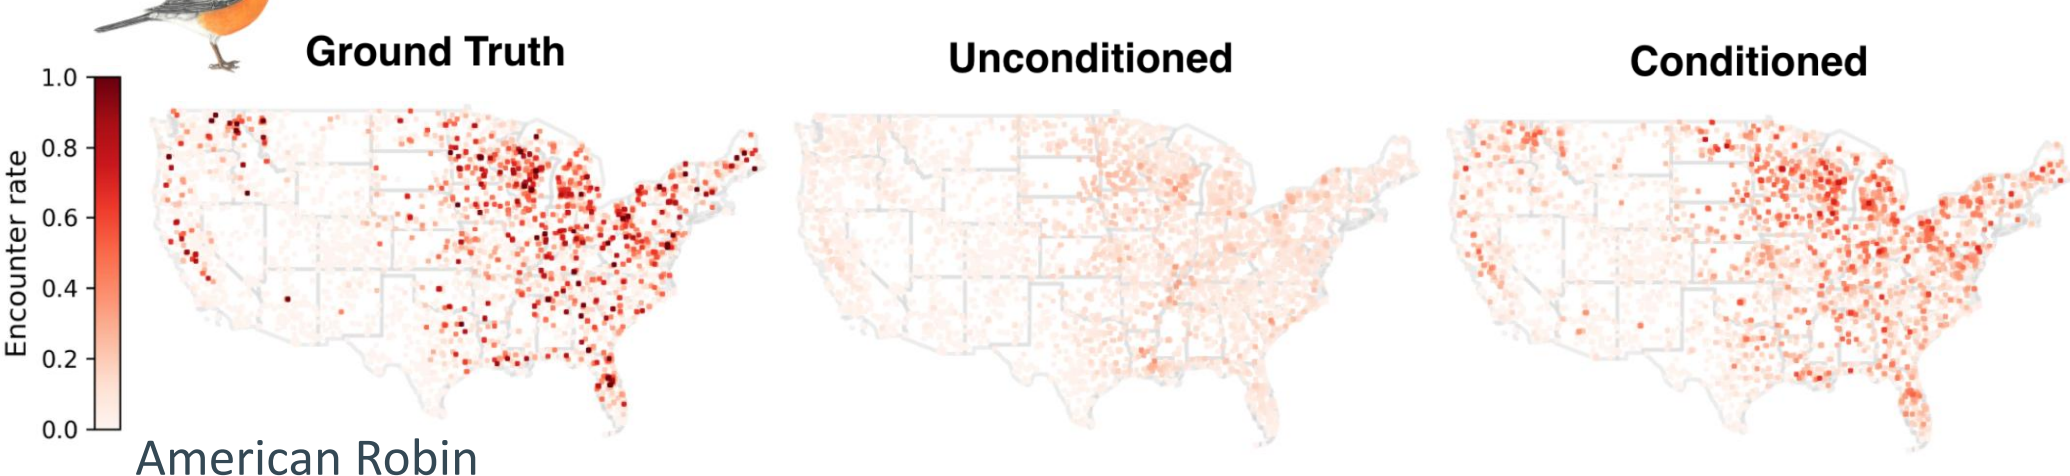 Ground Truth
Unconditioned
Conditioned
Encounter rate
1.0
0.8
0.6
0.4
0.2
0.0
American Robin